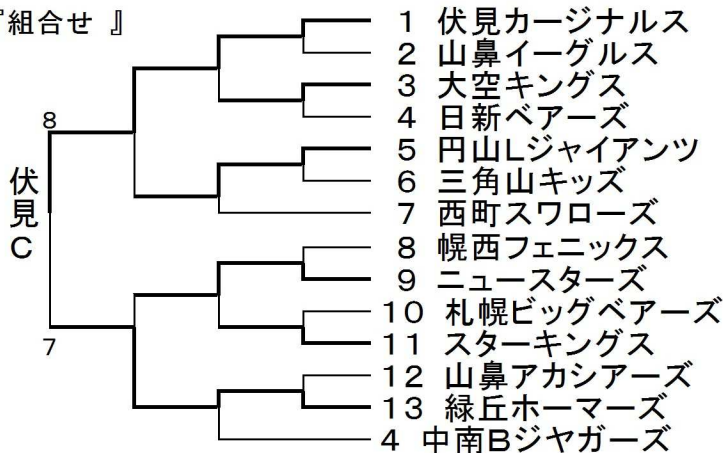 『組合せ 』
1 伏見カージナルス
2 山鼻イーグルス
3 大空キングス
4 日新ベアーズ
5 円山Lジャイアンツ
6 三角山キッズ
7 西町スワローズ
8 幌西フェニックス
9 ニュースターズ
10 札幌ビッグベアーズ
11 スターキングス
12 山鼻アカシアーズ
13 緑丘ホーマーズ
4 中南Bジヤガーズ
8
伏見C
7